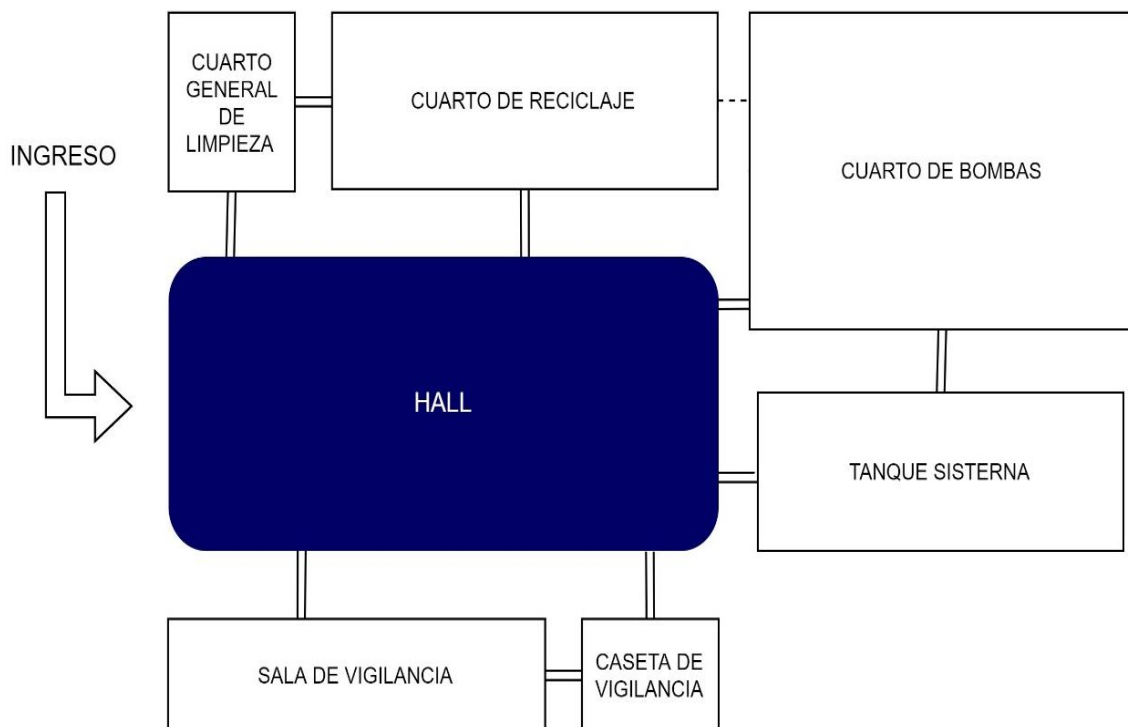 CUARTO
GENERAL
DE
LIMPIEZA
CUARTO DE RECICLAJE
CUARTO DE BOMBAS
INGRESO
HALL
TANQUE SISTERNA
SALA DE VIGILANCIA
CASETA DE
VIGILANCIA